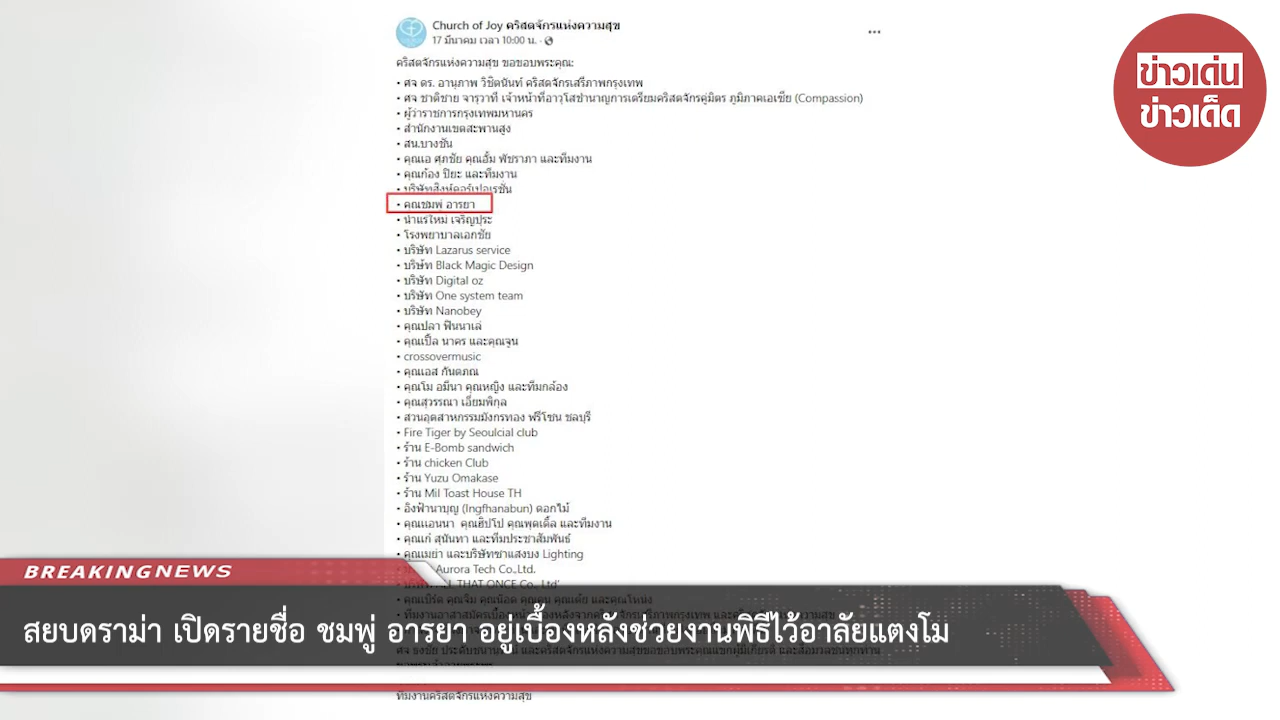 Church of Joy คริสตจักรแห่งความสุข
17 มีนาคม เวลา 10:00 น. ·
ข่าวเด่น
ข่าวเด็ด
คริสตจักรแห่งความสุข ขอขอบพระคุณ:
• ศจ ดร. อานุภาพ วิชิตนันท์ คริสตจักรเสรีภาพกรุงเทพ
• ศจ ชาติชาย จารุวาที เจ้าหน้าที่อาวุโสชำนาญการเตรียมคริสตจักรคู่มิตร ภูมิภาคเอเชีย (Compassion)
• ผู้ว่าราชการกรุงเทพมหานคร
• สำนักงานเขตสะพานสูง
• สน.บางชัน
• คุณเอ ศุภชัย คุณอั้ม พัชราภา และทีมงาน
• คุณก้อง ปิยะ และทีมงาน
• บริษัทสิงห์คอร์เปอเรชั่น
• คุณชมพู่ อารยา
• น้าแร่ใหม่ เจริญปุระ
• โรงพยาบาลเอกชัย
• บริษัท Lazarus service
• บริษัท Black Magic Design
• บริษัท Digital oz
• บริษัท One system team
• บริษัท Nanobey
• คุณปลา ฟินนาเล่
• คุณเปิ้ล นาคร และคุณจูน
• crossovermusic
• คุณเอส กันตภณ
• คุณโม อมีนา คุณหญิง และทีมกล้อง
• คุณสุวรรณา เอี่ยมพิกุล
• สวนอุตสาหกรรมมังกรทอง ฟรีโซน ชลบุรี
• Fire Tiger by Seoulcial club
• ร้าน E-Bomb sandwich
• ร้าน chicken Club
• ร้าน Yuzu Omakase
• ร้าน Mil Toast House TH
• อิงฟ้านาบุญ (Ingfhanabun) ดอกไม้
• คุณแอนนา คุณฮิปโป คุณพุดเดิ้ล และทีมงาน
• คุณเก๋ สุนันทา และทีมประชาสัมพันธ์
• คุณเมย่า และบริษัทซาแสงบง Lighting
Aurora Tech Co.,Ltd.
THAT ONCE Co., Ltd'
BREAKINGNEWS
สยบดราม่า เปิดรายชื่อ ชมพู่ อารยา อยู่เบื้องหลังช่วยงานพิธีไว้อาลัยแตงโม
ทีมงานคริสตจักรแห่งความสุข